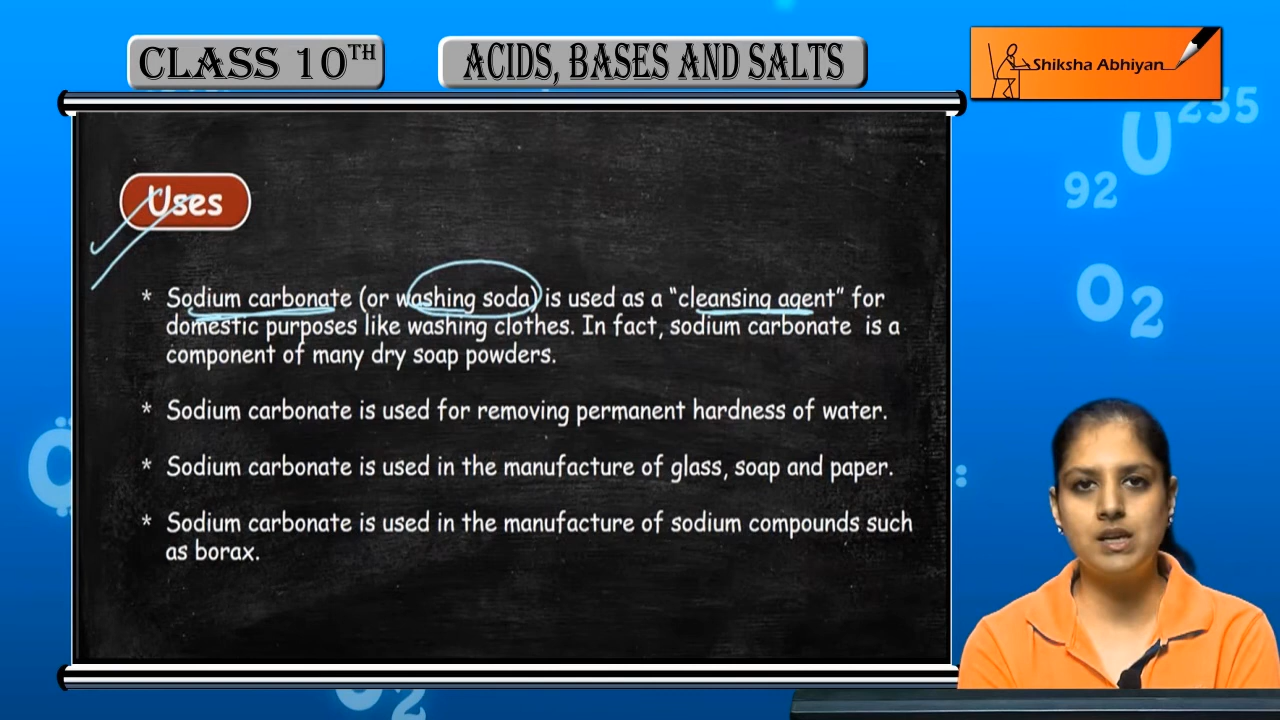 CLASS 10TH
ACIDS, BASES AND SALTS
Shiksha Abhiyan
U235
92
O2
Uses
* Sodium carbonate (or washing soda) is used as a “cleansing agent” for
domestic purposes like washing clothes. In fact, sodium carbonate is a
component of many dry soap powders.
* Sodium carbonate is used for removing permanent hardness of water.
* Sodium carbonate is used in the manufacture of glass, soap and paper.
* Sodium carbonate is used in the manufacture of sodium compounds such
as borax.